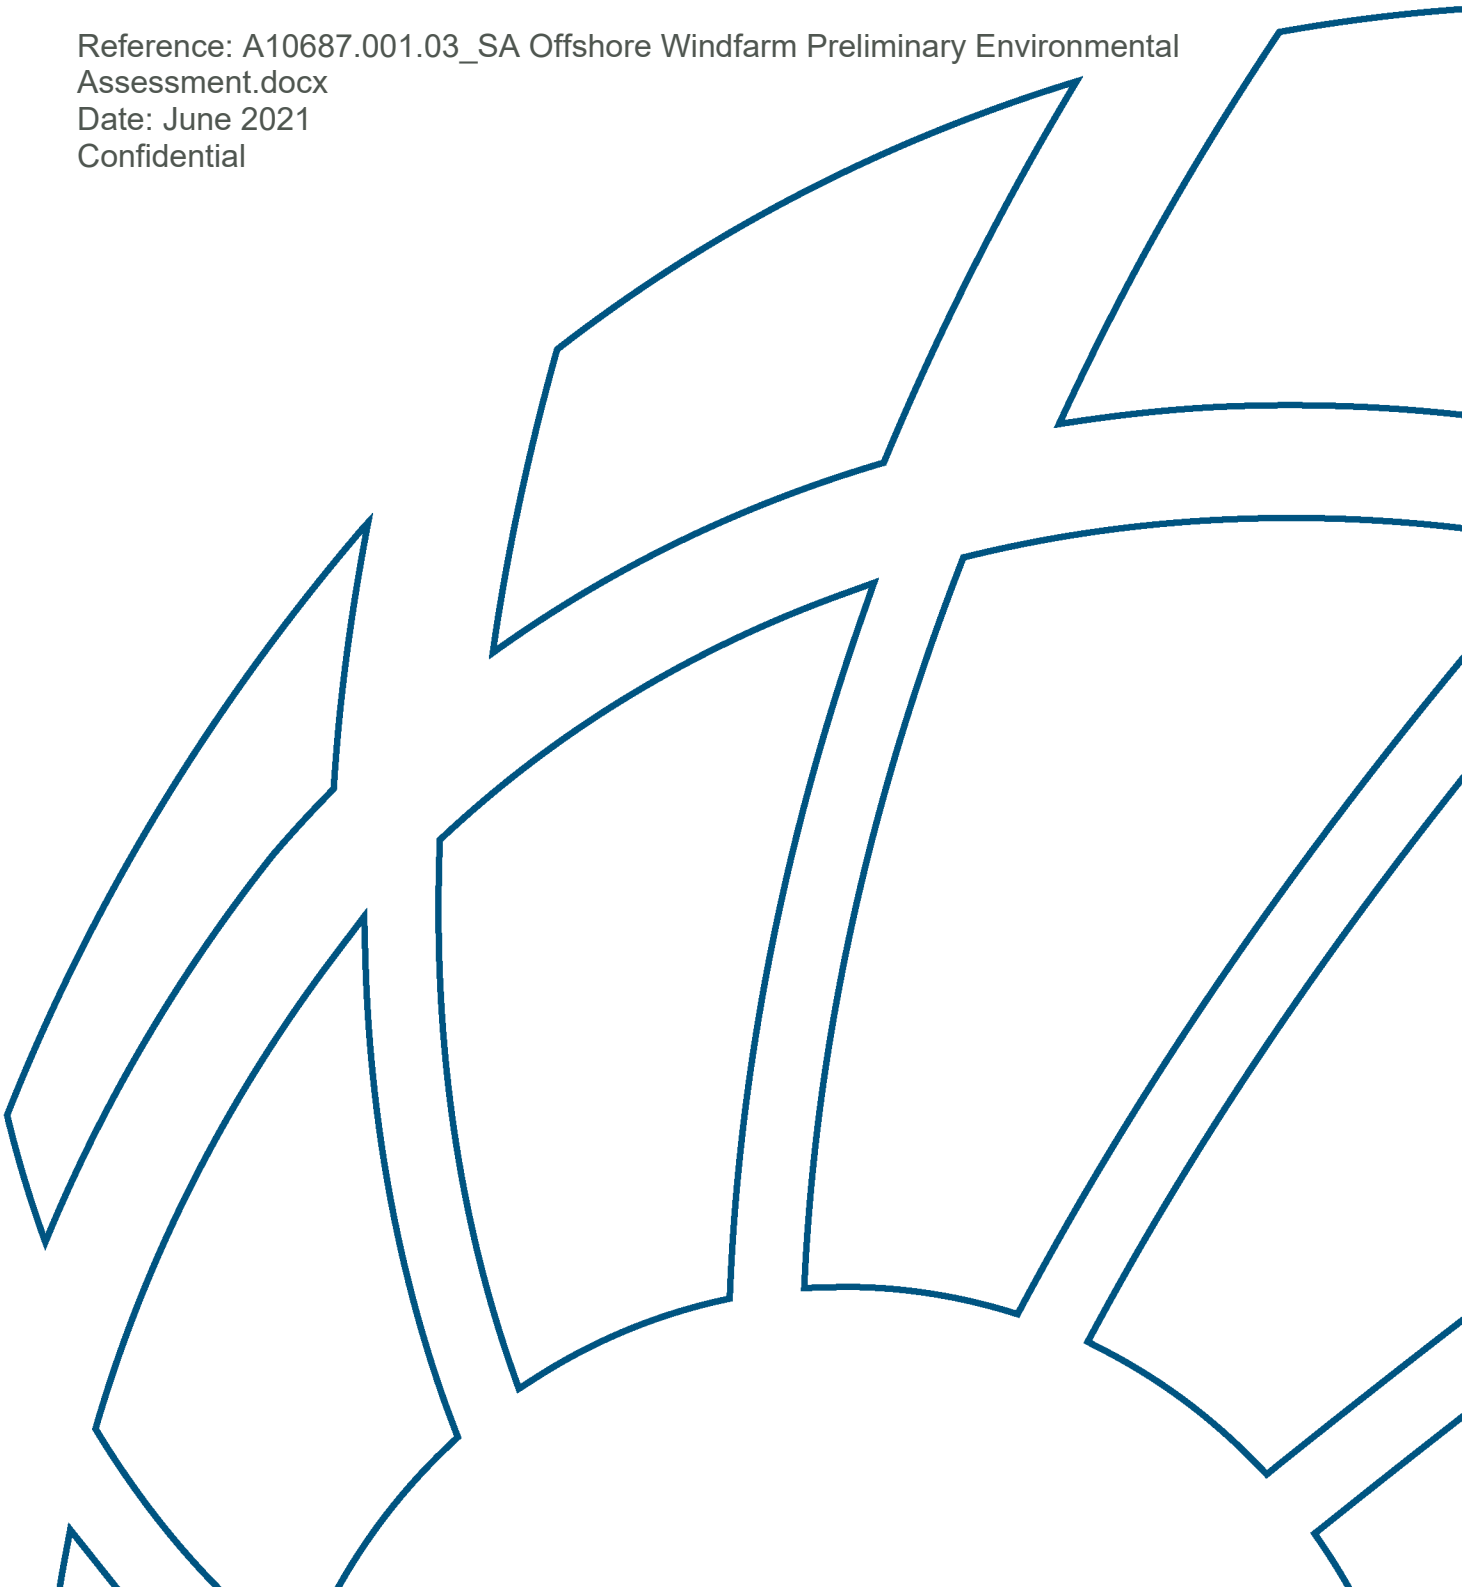 Reference: A10687.001.03_SA Offshore Windfarm Preliminary Environmental
Assessment.docx
Date: June 2021
Confidential